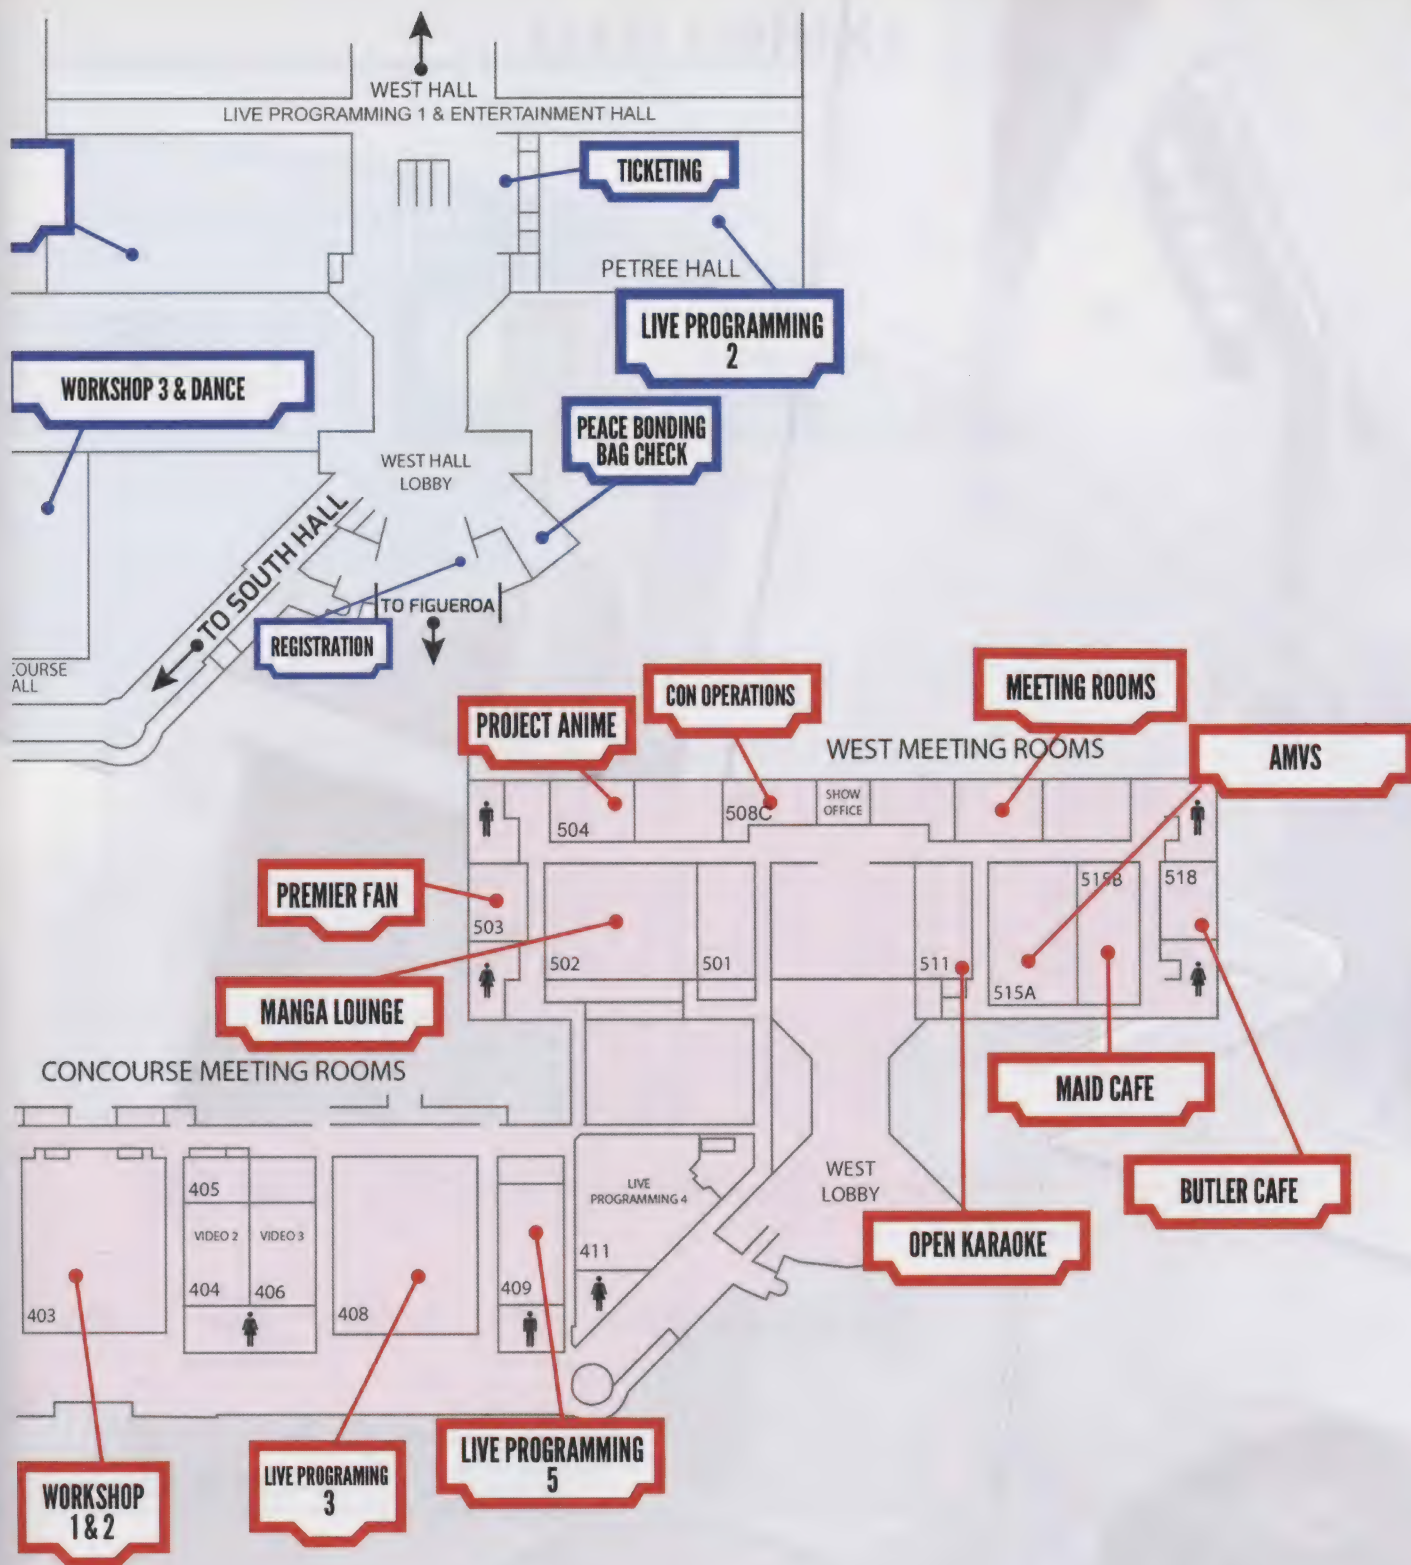 WEST HALL
LIVE PROGRAMMING 1 & ENTERTAINMENT HALL
TICKETING
PETREE HALL
LIVE PROGRAMMING
2
WORKSHOP 3 & DANCE
PEACE BONDING
BAG CHECK
WEST HALL
LOBBY
TO SOUTH HALL
TO FIGUEROA
REGISTRATION
COURSE
ALL
CON OPERATIONS
MEETING ROOMS
PROJECT ANIME
WEST MEETING ROOMS
AMVS
SHOW
OFFICE
508C
504
PREMIER FAN
515B
518
503
502
501
511
515A
MANGA LOUNGE
CONCOURSE MEETING ROOMS
MAID CAFE
WEST
LOBBY
BUTLER CAFE
LIVE
PROGRAMMING 4
405
VIDEO 2
VIDEO 3
OPEN KARAOKE
411
404
406
409
403
408
LIVE PROGRAMMING
5
LIVE PROGRAMING
3
WORKSHOP
1 & 2